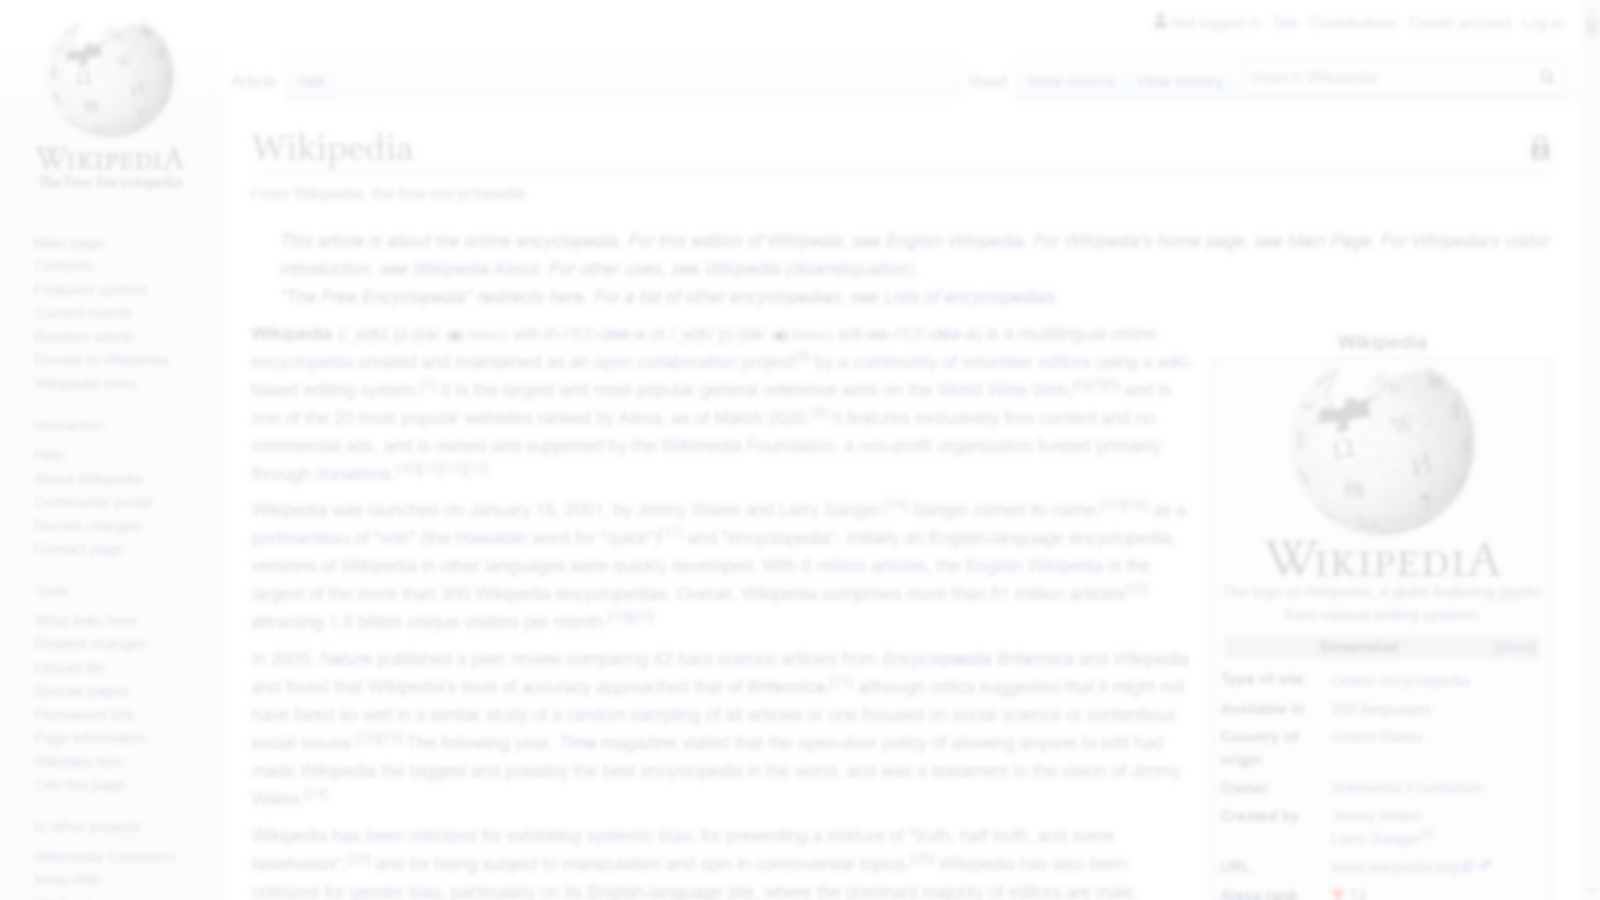 Not logged in Talk Contributions Create account Log in
Article Talk
Read View source View history Search Wikipedia
WIKIPEDIA
The Free Encyclopedia
Main page
Contents
Featured content
Current events
Random article
Donate to Wikipedia
Wikipedia store
Interaction
Help
About Wikipedia
Community portal
Recent changes
Contact page
Tools
What links here
Related changes
Upload file
Special pages
Permanent link
Page information
Wikidata item
Cite this page
In other projects
Wikimedia Commons
Meta-Wiki
Wikipedia
From Wikipedia, the free encyclopedia
This article is about the online encyclopedia. For this edition of Wikipedia, see English Wikipedia. For Wikipedia's home page, see Main Page. For Wikipedia's visitor
introduction, see Wikipedia:About. For other uses, see Wikipedia (disambiguation).
"The Free Encyclopedia" redirects here. For a list of other encyclopedias, see Lists of encyclopedias.
Wikipedia wik-ih-PEE-dee-ə or wik-ee-PEE-dee-ə) is a multilingual online
encyclopedia created and maintained as an open collaboration project by a community of volunteer editors using a wiki-
based editing system. It is the largest and most popular general reference work on the World Wide Web, and is
one of the 20 most popular websites ranked by Alexa, as of March 2020. It features exclusively free content and no
commercial ads, and is owned and supported by the Wikimedia Foundation, a non-profit organization funded primarily
through donations.[10][11][12][13]
Wikipedia was launched on January 15, 2001, by Jimmy Wales and Larry Sanger.[14] Sanger coined its name, as a
portmanteau of "wiki" (the Hawaiian word for "quick") and "encyclopedia". Initially an English-language encyclopedia,
versions of Wikipedia in other languages were quickly developed. With 6 million articles, the English Wikipedia is the
largest of the more than 300 Wikipedia encyclopedias. Overall, Wikipedia comprises more than 51 million articles
attracting 1.5 billion unique visitors per month.
In 2005, Nature published a peer review comparing 42 hard science articles from Encyclopædia Britannica and Wikipedia
and found that Wikipedia's level of accuracy approached that of Britannica, although critics suggested that it might not
have fared so well in a similar study of a random sampling of all articles or one focused on social science or contentious
social issues. The following year, Time magazine stated that the open-door policy of allowing anyone to edit had
made Wikipedia the biggest and possibly the best encyclopedia in the world, and was a testament to the vision of Jimmy
Wales.
Wikipedia has been criticized for exhibiting systemic bias, for presenting a mixture of "truth, half truth, and some
falsehoods", and for being subject to manipulation and spin in controversial topics. Wikipedia has also been
criticized for gender bias, particularly on its English-language site, where the dominant majority of editors are male.
Wikipedia
WIKIPEDIA
The logo of Wikipedia, a globe featuring glyphs
from various writing systems
Screenshot [show]
Type of site Online encyclopedia
Available in languages
Country of origin United States
Owner Wikimedia Foundation
Created by Jimmy Wales
Larry Sanger
URL www.wikipedia.org
Alexa rank